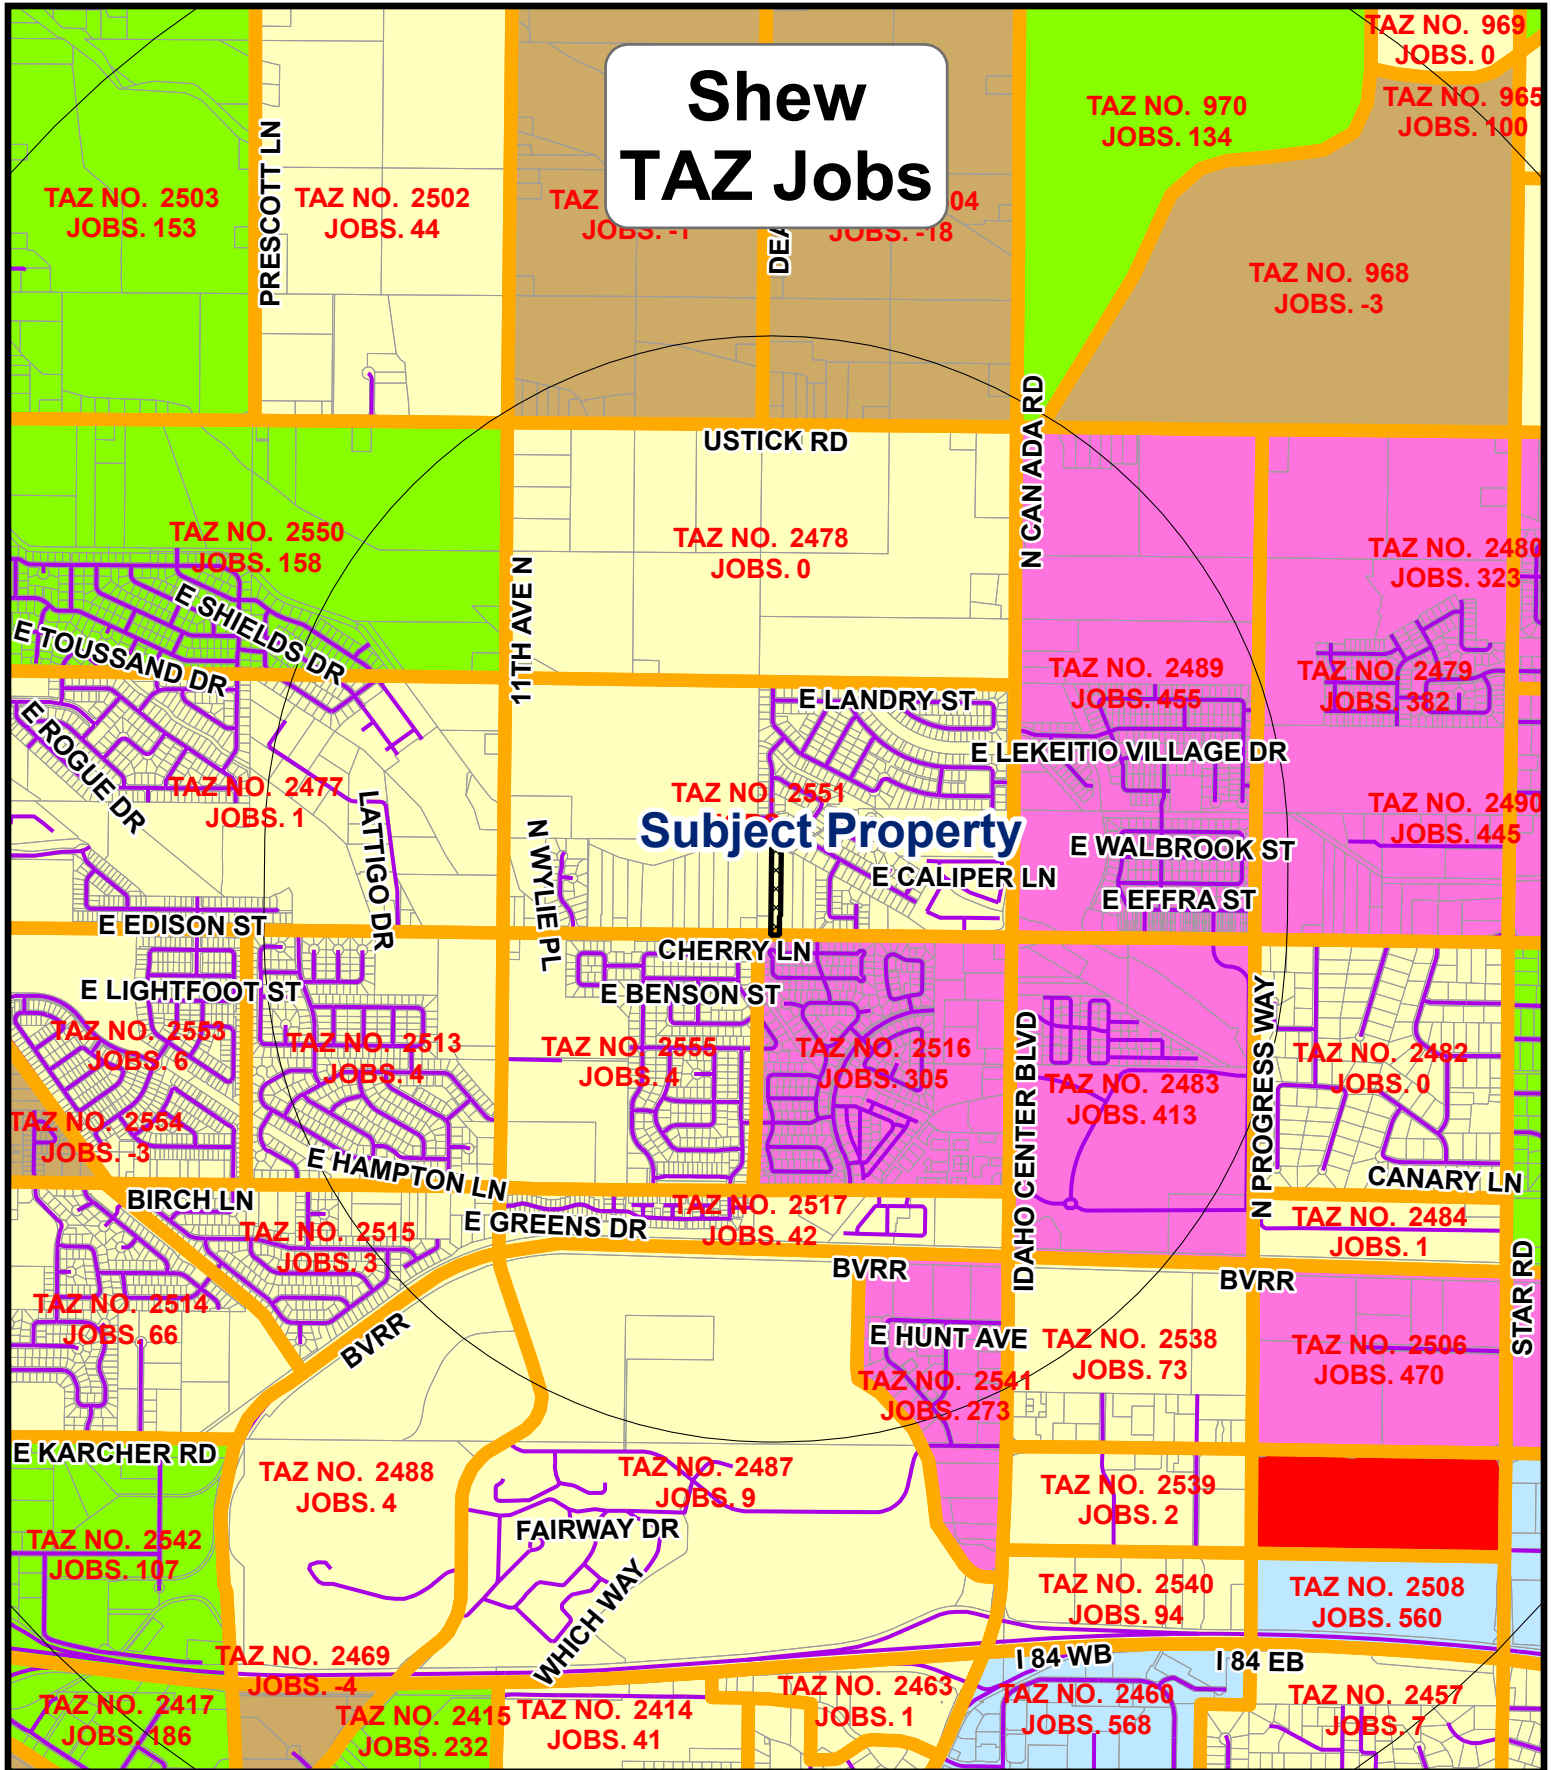 Shew
TAZ Jobs
TAZ NO. 969
JOBS. 0
TAZ NO. 970
JOBS. 134
TAZ NO. 965
JOBS. 100
PRESCOTT LN
TAZ NO. 2503
JOBS. 153
TAZ NO. 2502
JOBS. 44
TAZ
JOBS. -1
04
JOBS. -18
TAZ NO. 968
JOBS. -3
N CAN ADA RD
USTICK RD
TAZ NO. 2550
JOBS. 158
TAZ NO. 2478
JOBS. 0
TAZ NO. 2480
JOBS. 323
11TH AVE N
E SHIELDS DR
E TOUSSAND DR
TAZ NO. 2489
JOBS. 455
TAZ NO. 2479
JOBS. 382
E LANDRY ST
E ROGUE DR
E LEKEITIO VILLAGE DR
TAZ NO. 2477
JOBS. 1
LATTIGO DR
TAZ NO. 2551
Subject Property
TAZ NO. 2490
JOBS. 445
N WYLIE PL
E WALBROOK ST
E CALIPER LN
E EFFRA ST
E EDISON ST
CHERRY LN
E LIGHTFOOT ST
E BENSON ST
N PROGRESS WAY
IDAHO CENTER BLVD
TAZ NO. 2553
JOBS. 6
TAZ NO. 2513
JOBS. 4
TAZ NO. 2555
JOBS. 4
TAZ NO. 2516
JOBS. 305
TAZ NO. 2483
JOBS. 413
TAZ NO. 2482
JOBS. 0
TAZ NO. 2554
JOBS. -3
E HAMPTON LN
CANARY LN
BIRCH LN
E GREENS DR
TAZ NO. 2517
JOBS. 42
TAZ NO. 2484
JOBS. 1
TAZ NO. 2515
JOBS. 3
BVRR
BVRR
STAR RD
TAZ NO. 2514
JOBS. 66
BVRR
E HUNT AVE
TAZ NO. 2538
JOBS. 73
TAZ NO. 2506
JOBS. 470
TAZ NO. 2541
JOBS. 273
E KARCHER RD
TAZ NO. 2488
JOBS. 4
TAZ NO. 2487
JOBS. 9
TAZ NO. 2539
JOBS. 2
FAIRWAY DR
TAZ NO. 2542
JOBS. 107
WHICH WAY
TAZ NO. 2540
JOBS. 94
TAZ NO. 2508
JOBS. 560
TAZ NO. 2469
JOBS. -4
I 84 WB
I 84 EB
TAZ NO. 2417
JOBS. 186
TAZ NO. 2415
JOBS. 232
TAZ NO. 2414
JOBS. 41
TAZ NO. 2463
JOBS. 1
TAZ NO. 2460
JOBS. 568
TAZ NO. 2457
JOBS. 7